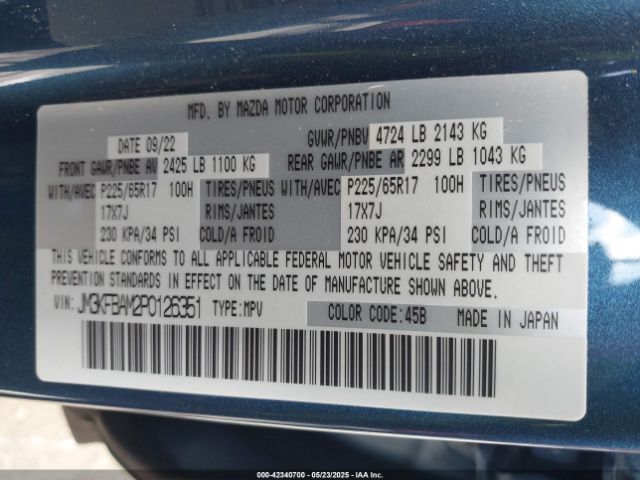 MFD. BY MAZDA MOTOR CORPORATION
DATE 09/22 GVWR/PNBV 4724 LB 2143 KG
FRONT GAWR/PNBE AV 2425 LB 1100 KG REAR GAWR/PNBE AR 2299 LB 1043 KG
WITH/AVEC P225/65R17 100H TIRES/PNEUS WITH/AVEC P225/65R17 100H TIRES/PNEUS
17X7J RIMS/JANTES 17X7J RIMS/JANTES
230 KPA/34 PSI COLD/A FROID 230 KPA/34 PSI COLD/A FROID
THIS VEHICLE CONFORMS TO ALL APPLICABLE FEDERAL MOTOR VEHICLE SAFETY AND THEFT
PREVENTION STANDARDS IN EFFECT ON THE DATE OF MANUFACTURE SHOWN ABOVE.
VIN: JM3KFBAM2P0126351 TYPE:MPV COLOR CODE:45B MADE IN JAPAN
000-42340700 - 05/23/2025 - IAA Inc.